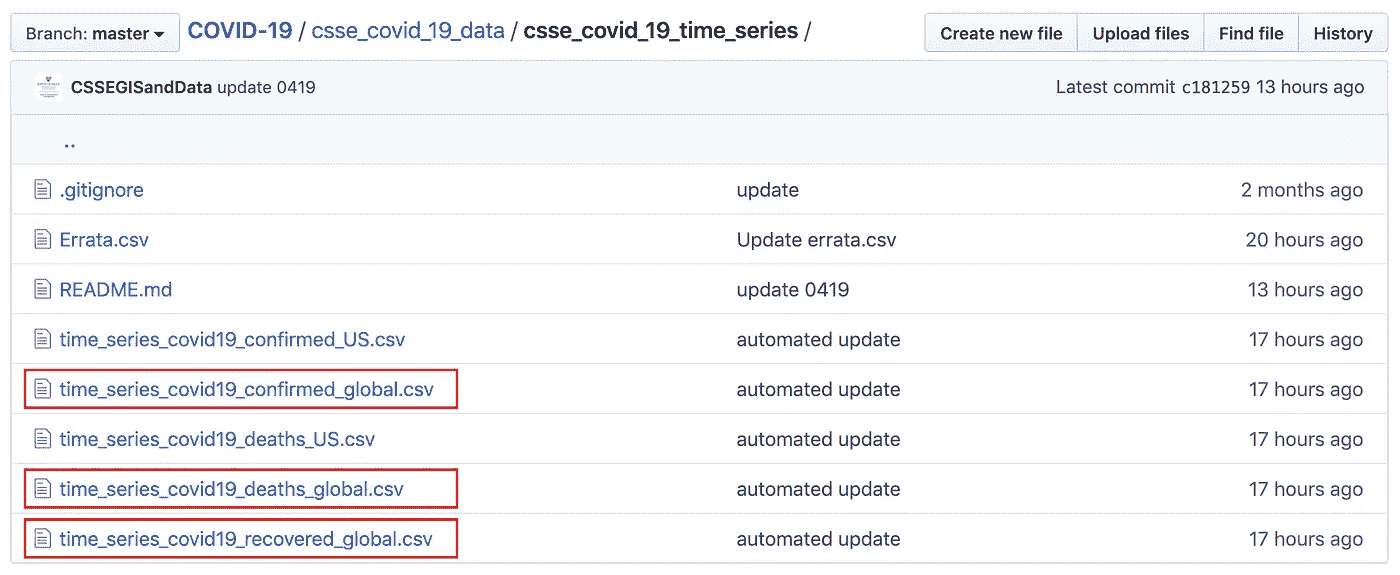 Branch: master COVID-19 / csse_covid_19_data / csse_covid_19_time_series / Create new file Upload files Find file History
CSSEGISandData update 0419 Latest commit c181259 13 hours ago
..
.gitignore update 2 months ago
Errata.csv Update errata.csv 20 hours ago
README.md update 0419 13 hours ago
time_series_covid19_confirmed_US.csv automated update 17 hours ago
time_series_covid19_confirmed_global.csv automated update 17 hours ago
time_series_covid19_deaths_US.csv automated update 17 hours ago
time_series_covid19_deaths_global.csv automated update 17 hours ago
time_series_covid19_recovered_global.csv automated update 17 hours ago